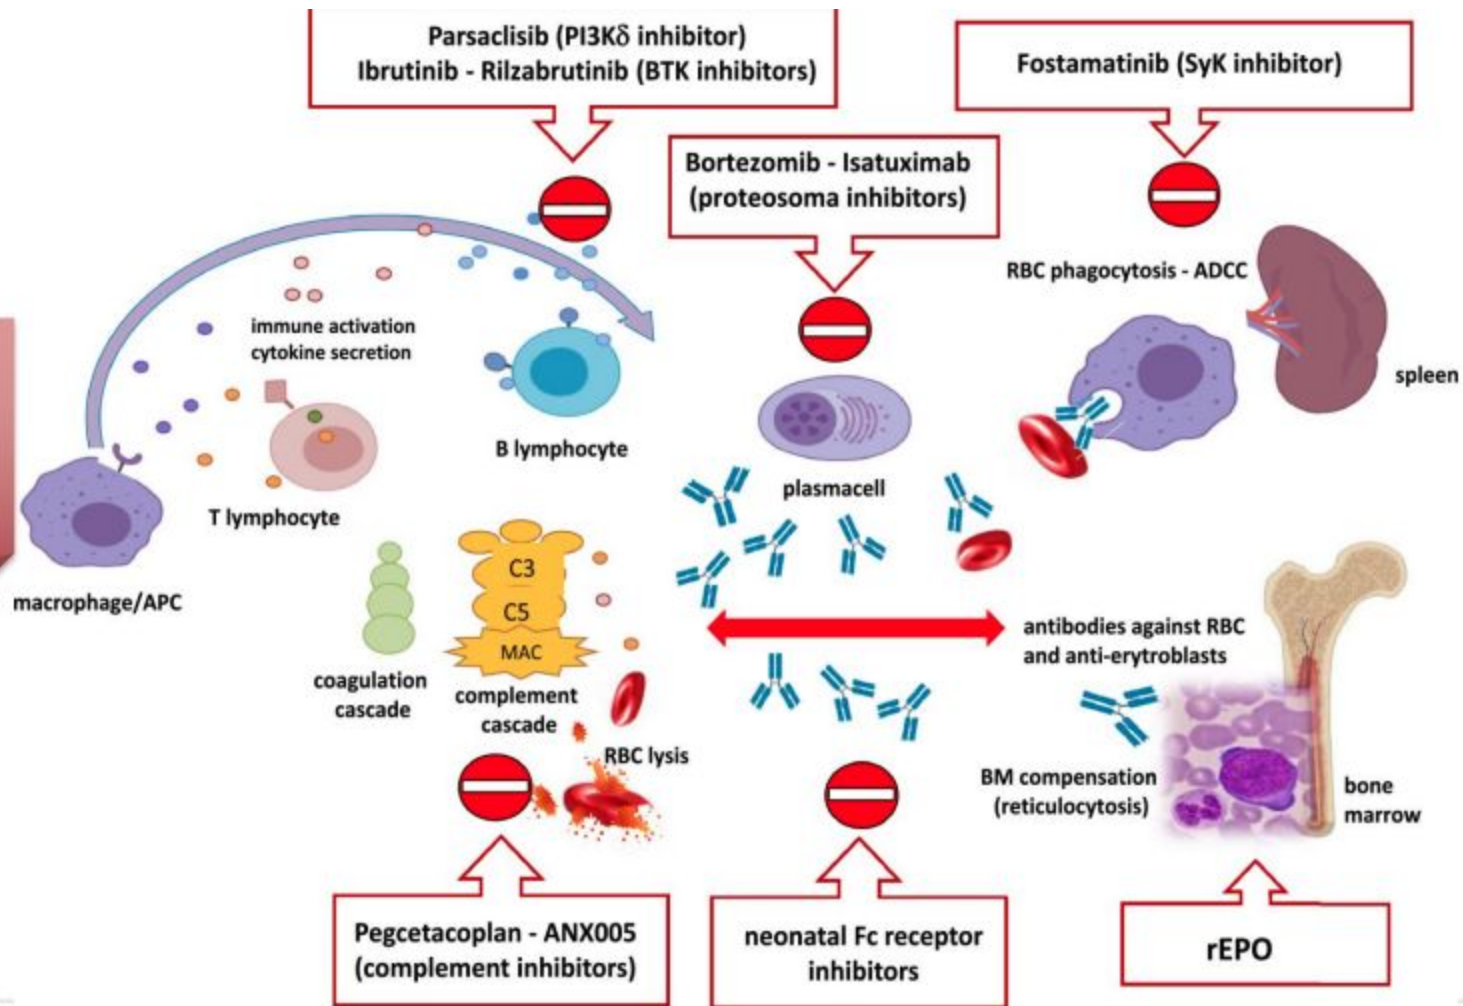 Parsaclisib (PI3Kδ inhibitor)
Ibrutinib - Rilzabrutinib (BTK inhibitors)
Fostamatinib (SyK inhibitor)
Bortezomib - Isatuximab
(proteosoma inhibitors)
RBC phagocytosis - ADCC
immune activation
cytokine secretion
spleen
B lymphocyte
plasmacell
T lymphocyte
macrophage/APC
C3
C5
MAC
coagulation
cascade
complement
cascade
RBC lysis
antibodies against RBC
and anti-erytroblasts
BM compensation
(reticulocytosis)
bone
marrow
Pegcetacoplan - ANX005
(complement inhibitors)
neonatal Fc receptor
inhibitors
rEPO